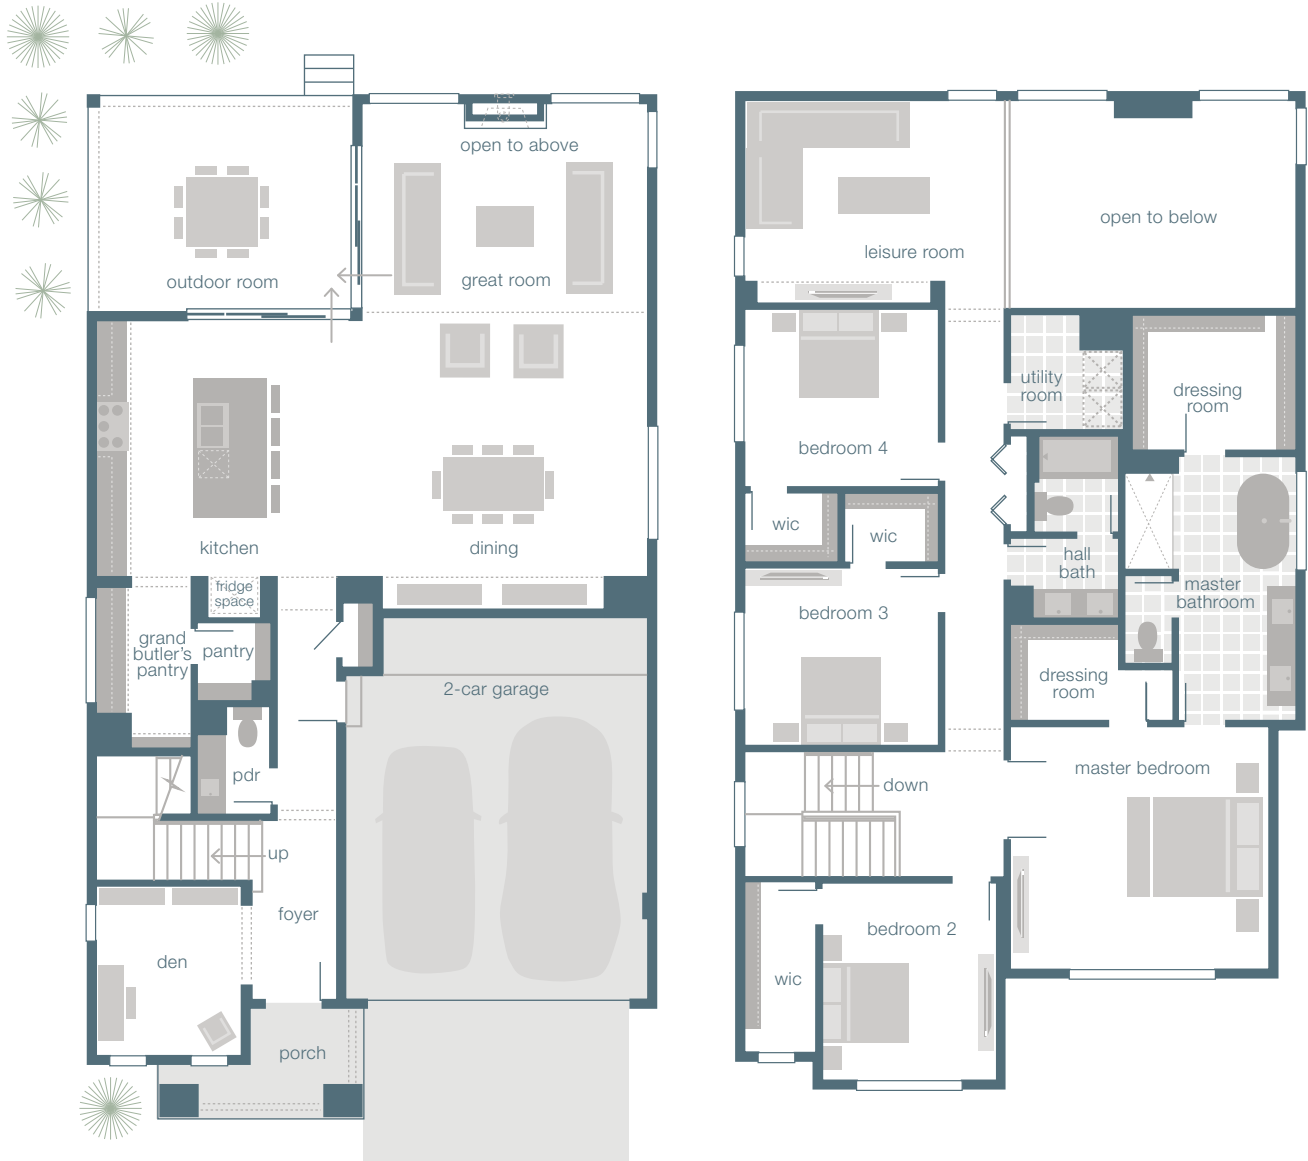 open to above
outdoor room
great room
kitchen
dining
fridge
space
grand
butler's
pantry
pantry
2-car garage
pdr
up
foyer
den
porch
open to below
leisure room
utility
room
dressing
room
bedroom 4
wic
wic
hall
bath
master
bathroom
bedroom 3
dressing
room
master bedroom
down
bedroom 2
wic